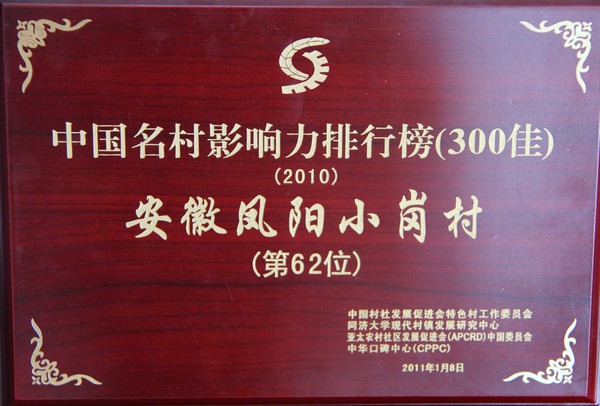 中国名村影响力排行榜(300佳)
(2010)
安徽凤阳小岗村
(第62位)
中国村社发展促进会特色村工作委员会
同济大学现代村镇发展研究中心
亚太农村社区发展促进会(APCRD)中国委员会
中华口碑中心(CPPC)
2011年1月8日